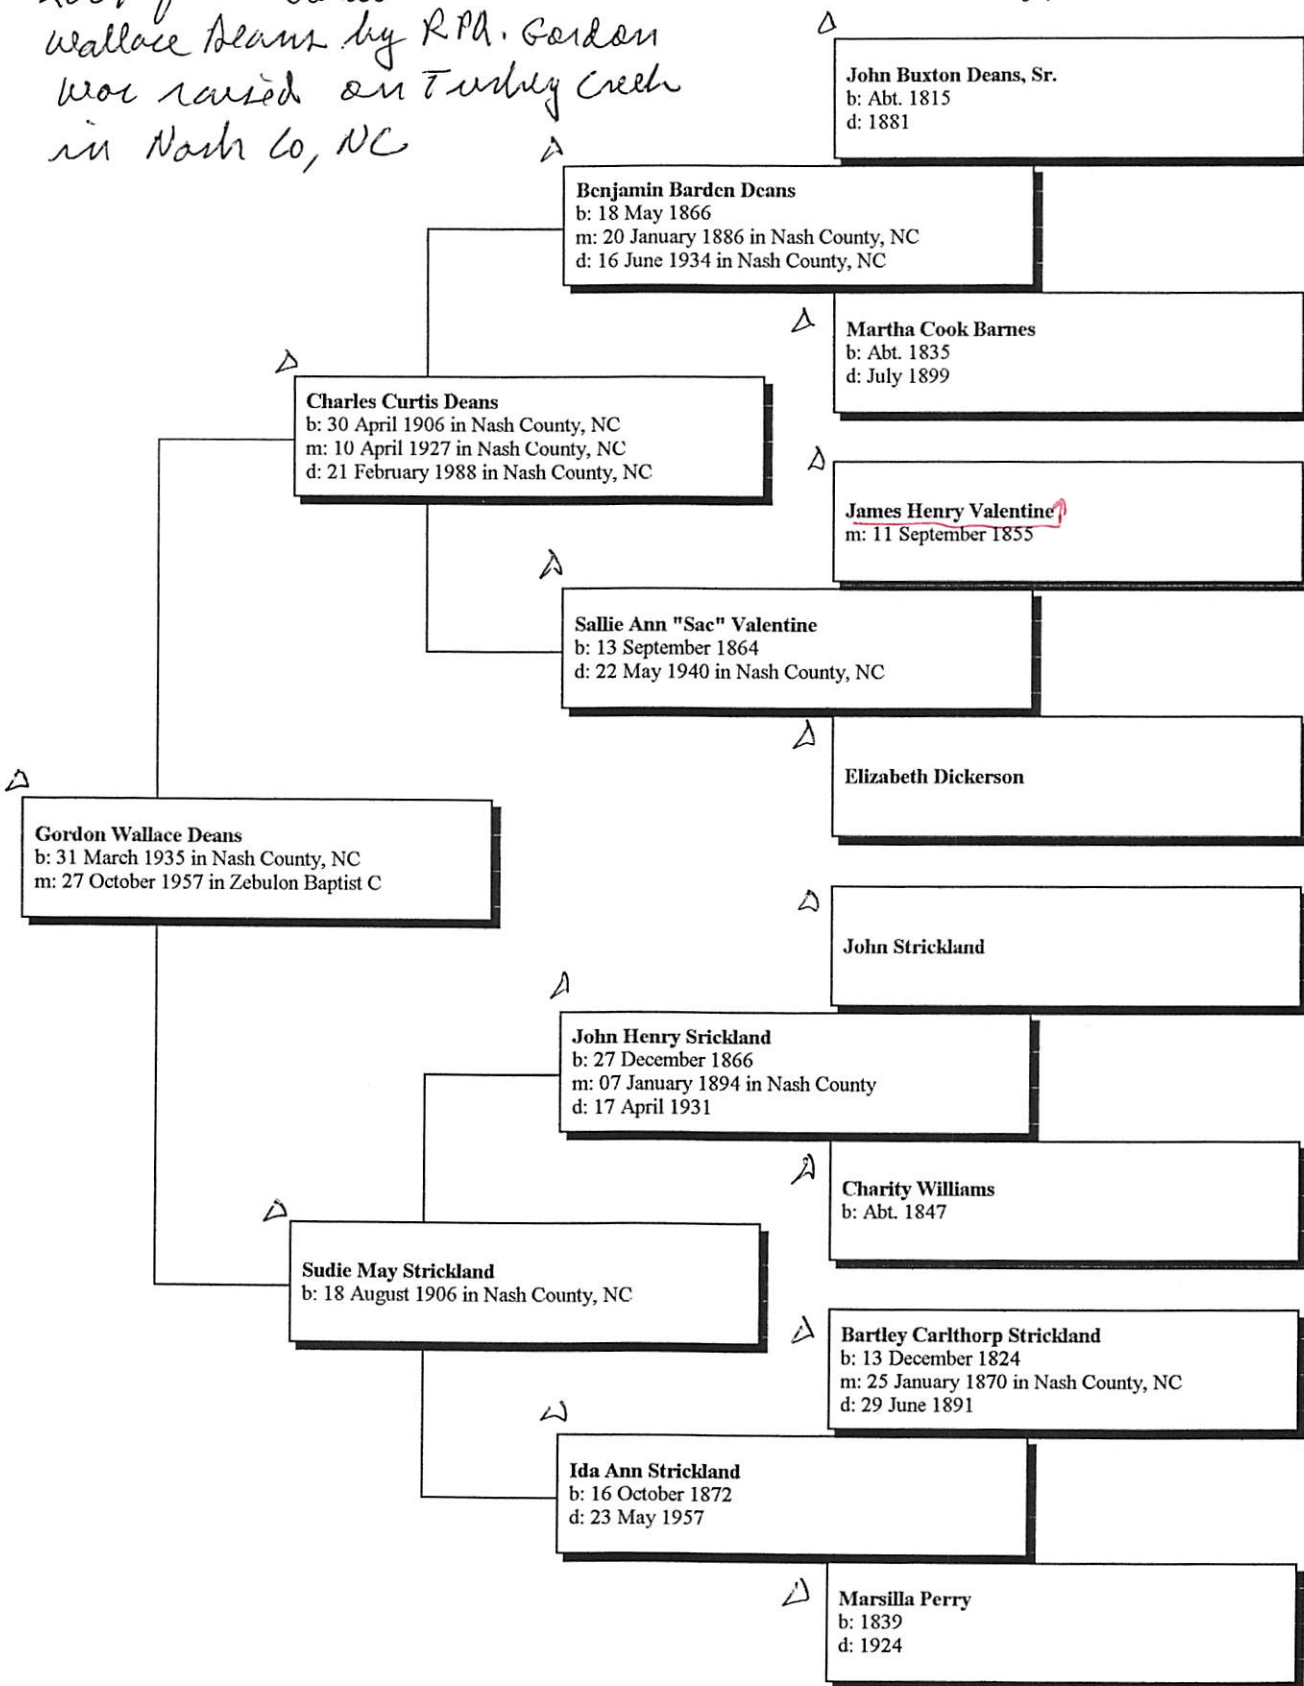 Wallace Deans by RPA. Gordon
was raised on Turkey Creek
in Nash Co, NC
John Buxton Deans, Sr.
b: Abt. 1815
d: 1881
Benjamin Barden Deans
b: 18 May 1866
m: 20 January 1886 in Nash County, NC
d: 16 June 1934 in Nash County, NC
Martha Cook Barnes
b: Abt. 1835
d: July 1899
Charles Curtis Deans
b: 30 April 1906 in Nash County, NC
m: 10 April 1927 in Nash County, NC
d: 21 February 1988 in Nash County, NC
James Henry Valentine
m: 11 September 1855
Sallie Ann "Sac" Valentine
b: 13 September 1864
d: 22 May 1940 in Nash County, NC
Elizabeth Dickerson
Gordon Wallace Deans
b: 31 March 1935 in Nash County, NC
m: 27 October 1957 in Zebulon Baptist C
John Strickland
John Henry Srickland
b: 27 December 1866
m: 07 January 1894 in Nash County
d: 17 April 1931
Charity Williams
b: Abt. 1847
Sudie May Strickland
b: 18 August 1906 in Nash County, NC
Bartley Carlthorp Strickland
b: 13 December 1824
m: 25 January 1870 in Nash County, NC
d: 29 June 1891
Ida Ann Strickland
b: 16 October 1872
d: 23 May 1957
Marsilla Perry
b: 1839
d: 1924